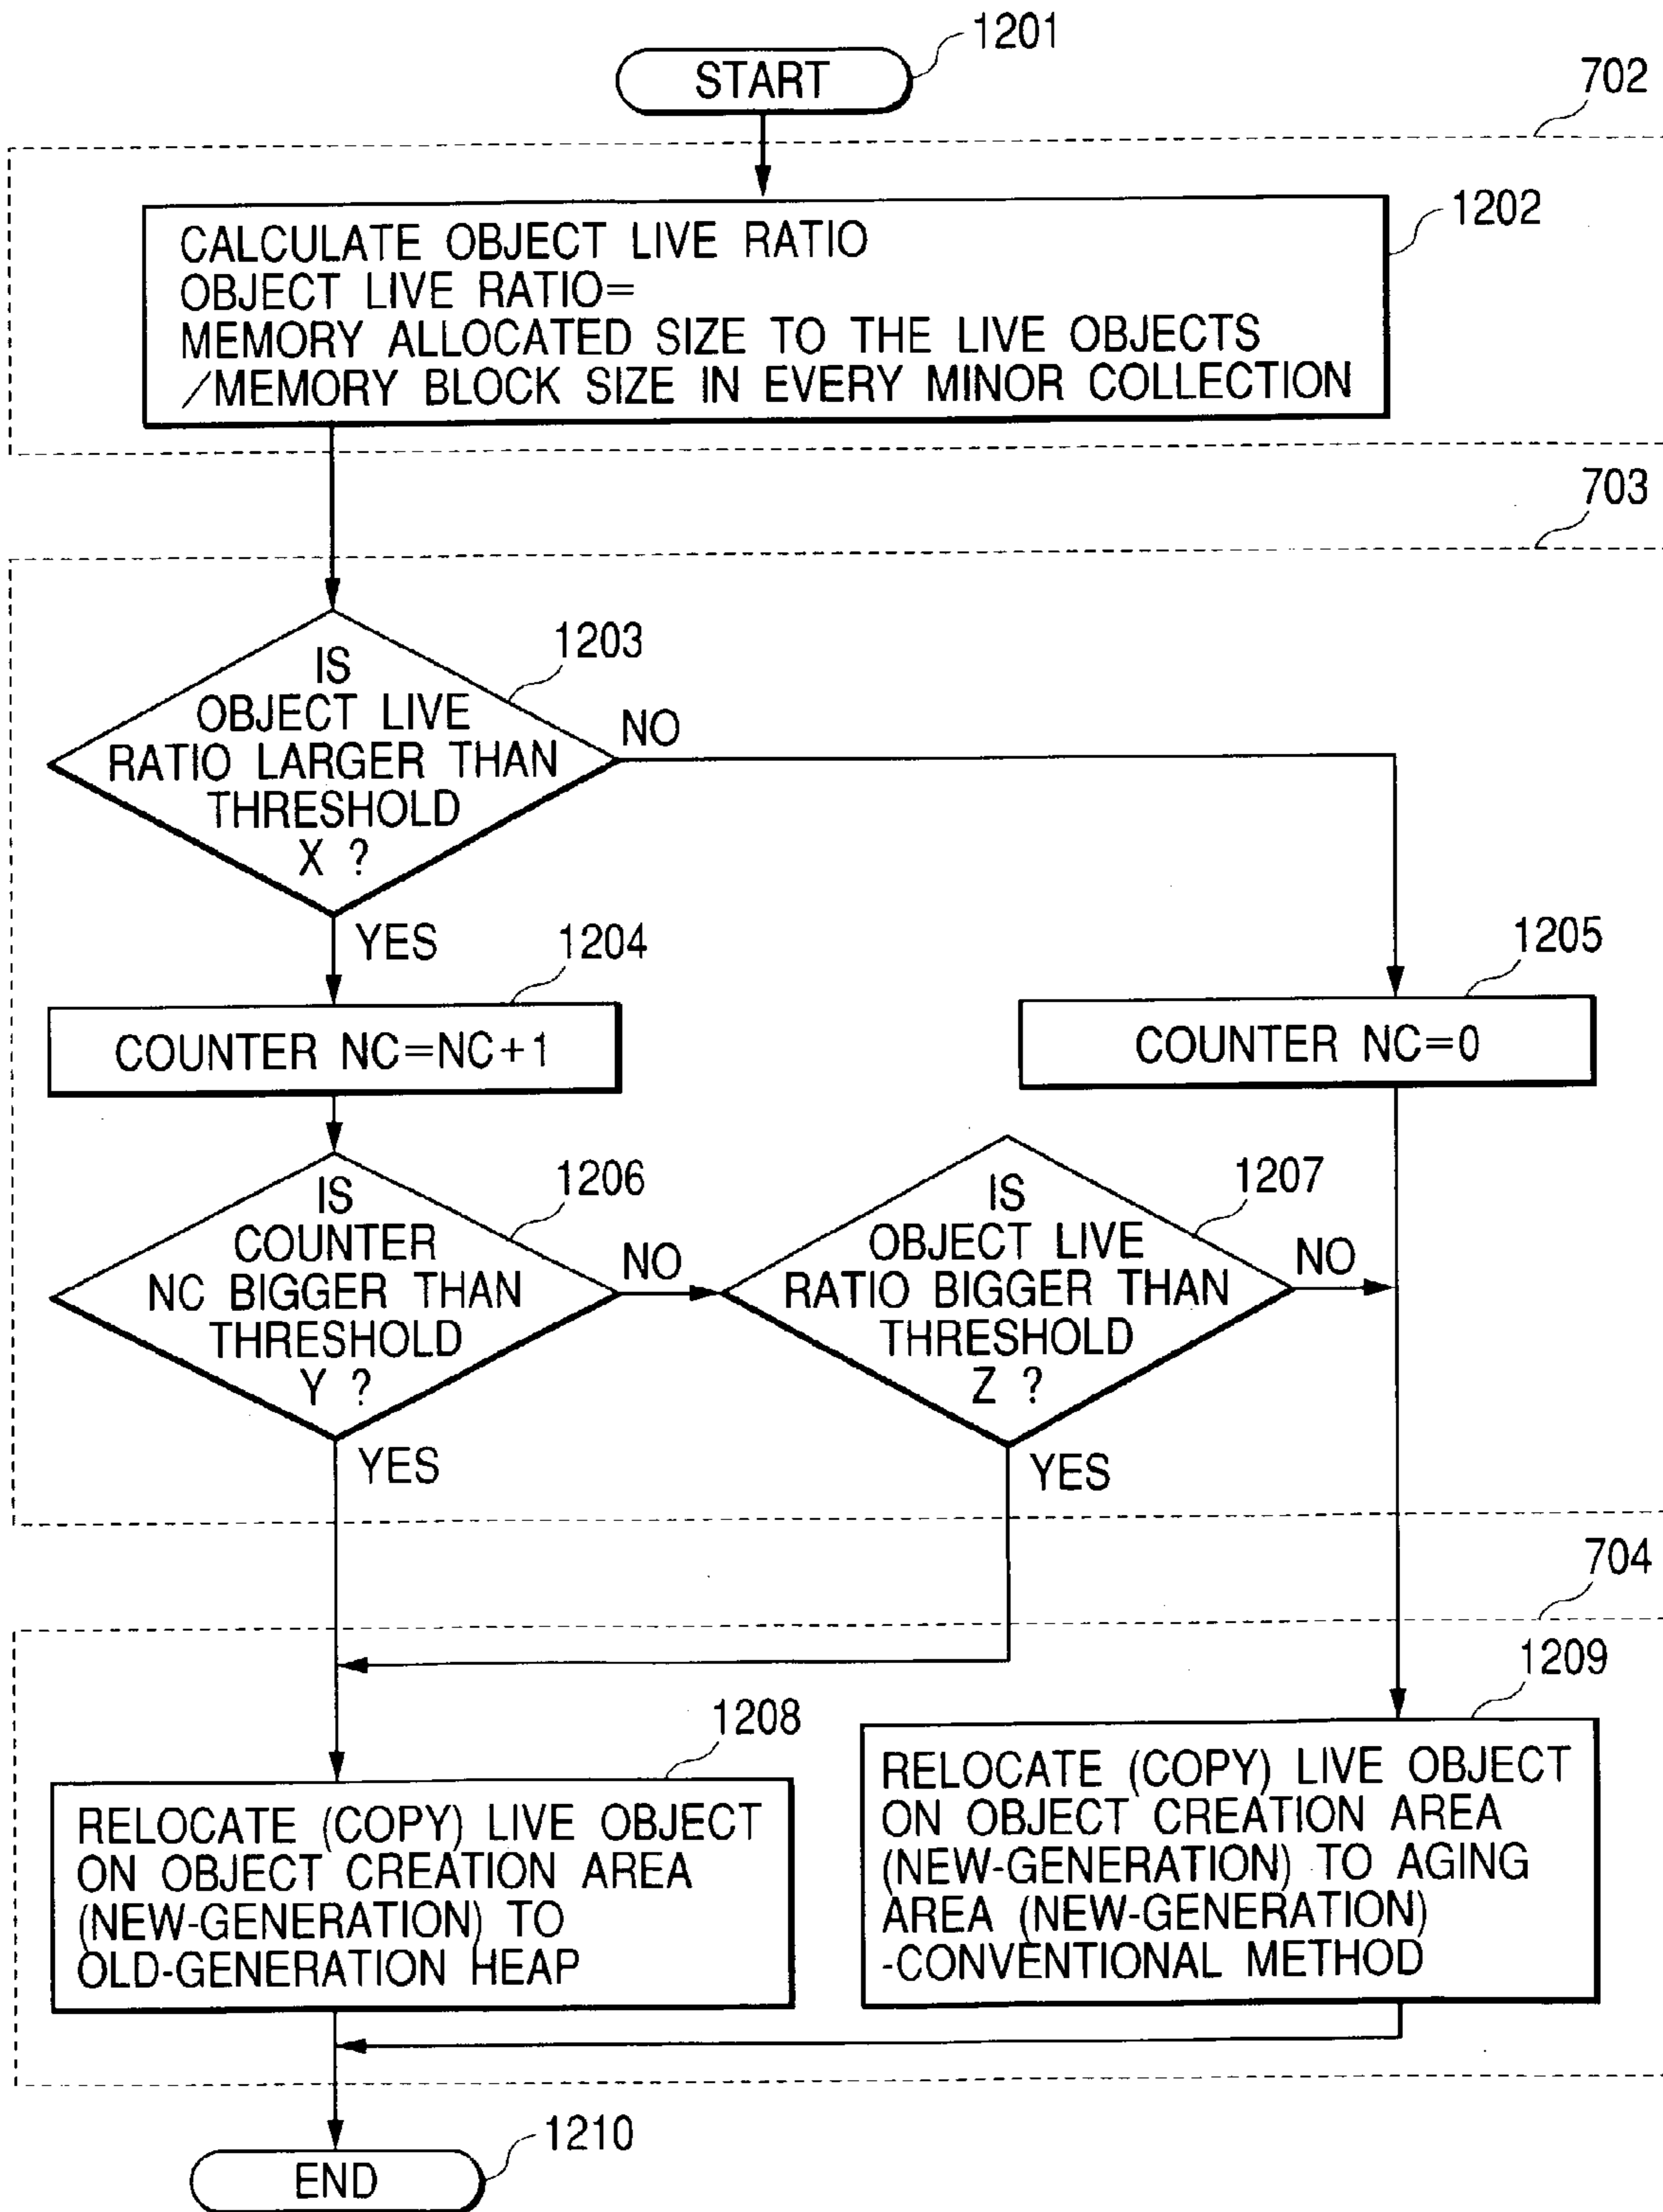 1201
START
702
1202
CALCULATE OBJECT LIVE RATIO
OBJECT LIVE RATIO=
MEMORY ALLOCATED SIZE TO THE LIVE OBJECTS
/MEMORY BLOCK SIZE IN EVERY MINOR COLLECTION
703
1203
IS
OBJECT LIVE
RATIO LARGER THAN
THRESHOLD
X ?
NO
YES
1204
COUNTER NC=NC+1
1205
COUNTER NC=0
1206
IS
COUNTER
NC BIGGER THAN
THRESHOLD
Y ?
NO
YES
1207
IS
OBJECT LIVE
RATIO BIGGER THAN
THRESHOLD
Z ?
NO
YES
704
1208
RELOCATE (COPY) LIVE OBJECT
ON OBJECT CREATION AREA
(NEW-GENERATION) TO
OLD-GENERATION HEAP
1209
RELOCATE (COPY) LIVE OBJECT
ON OBJECT CREATION AREA
(NEW-GENERATION) TO AGING
AREA (NEW-GENERATION)
-CONVENTIONAL METHOD
1210
END